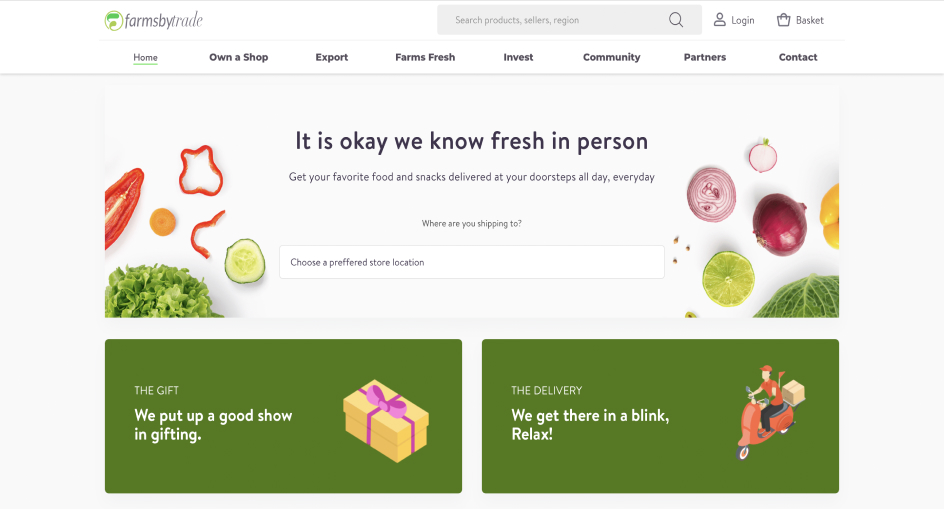 farmsbytrade
Search products, sellers, region
Login
Basket
Home
Own a Shop
Export
Farms Fresh
Invest
Community
Partners
Contact
It is okay we know fresh in person
Get your favorite food and snacks delivered at your doorsteps all day, everyday
Where are you shipping to?
Choose a preffered store location
THE GIFT
We put up a good show
in gifting.
THE DELIVERY
We get there in a blink,
Relax!